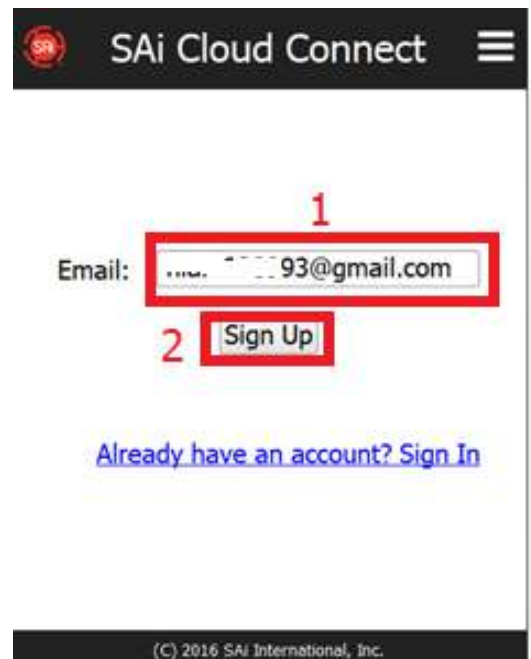 SAi
SAi Cloud Connect
1
Email: 93@gmail.com
2 Sign Up
Already have an account? Sign In
(C) 2016 SAi International, Inc.